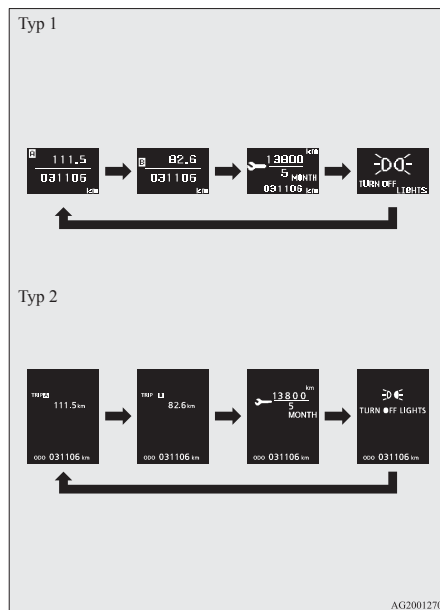 Typ 1
A 111.5
031106 km
B 82.6
031106 km
km
13800
5 MONTH
031106 km
TURN OFF LIGHTS
Typ 2
TRIP A
111.5 km
ODO 031106 km
TRIP B
82.6 km
ODO 031106 km
km
13800
5
MONTH
ODO 031106 km
TURN OFF LIGHTS
ODO 031106 km
AG2001270